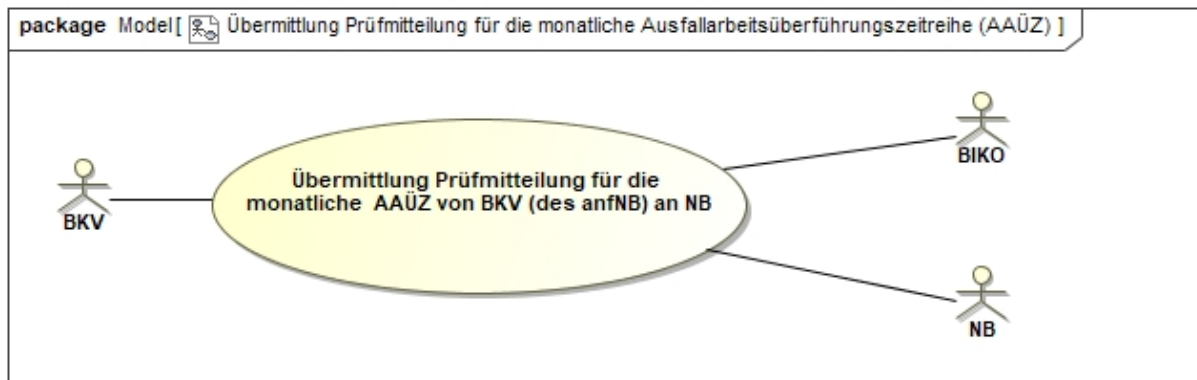 package Model [ Übermittlung Prüfmitteilung für die monatliche Ausfallarbeitsüberführungszeitreihe (AAÜZ) ]
BIKO
Übermittlung Prüfmitteilung für die
monatliche AAÜZ von BKV (des anfNB) an NB
BKV
NB